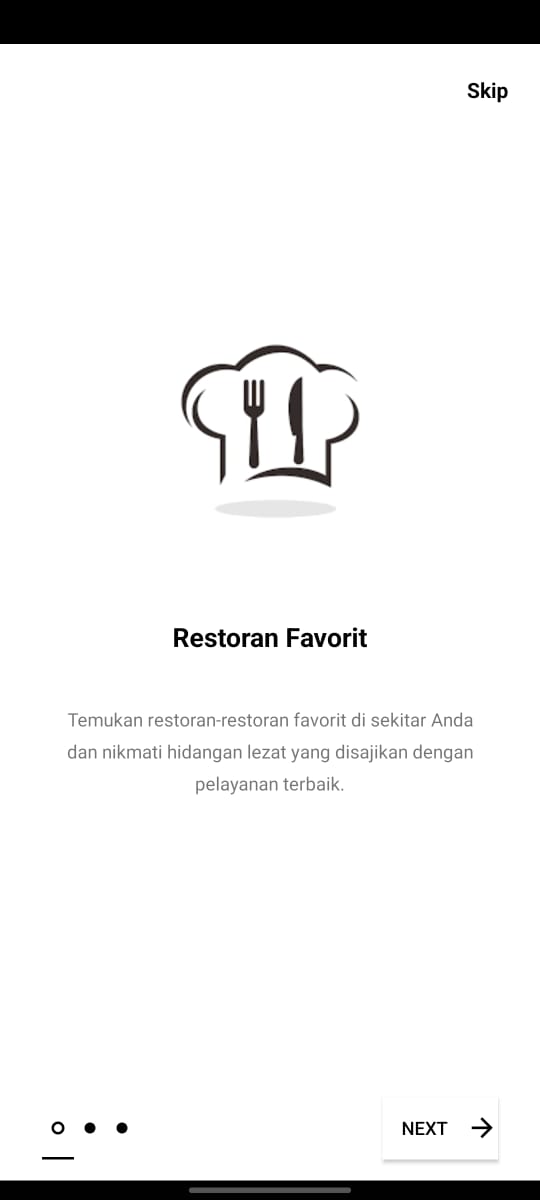 Skip
Restoran Favorit
Temukan restoran-restoran favorit di sekitar Anda
dan nikmati hidangan lezat yang disajikan dengan
pelayanan terbaik.
NEXT